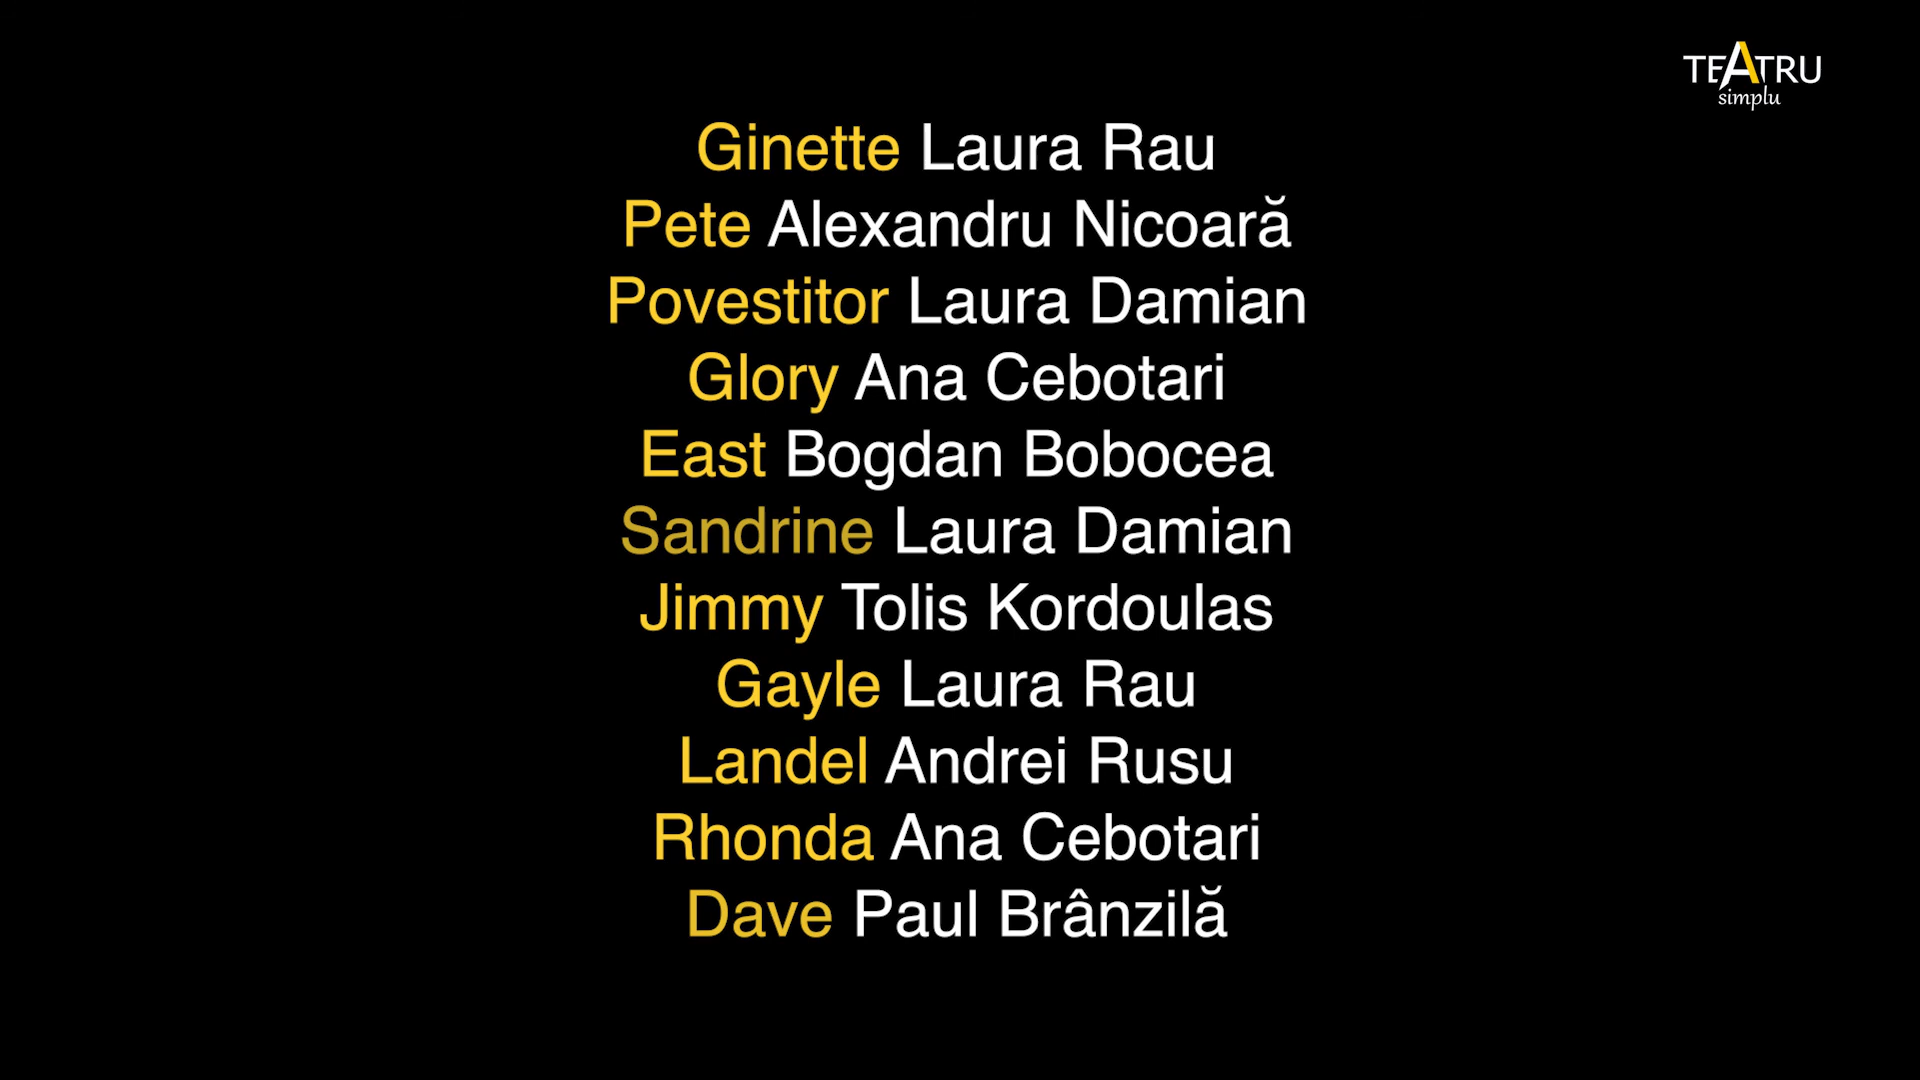 TEATRU
simplu
Ginette Laura Rau
Pete Alexandru Nicoară
Povestitor Laura Damian
Glory Ana Cebotari
East Bogdan Bobocea
Sandrine Laura Damian
Jimmy Tolis Kordoulas
Gayle Laura Rau
Landel Andrei Rusu
Rhonda Ana Cebotari
Dave Paul Brânzilă